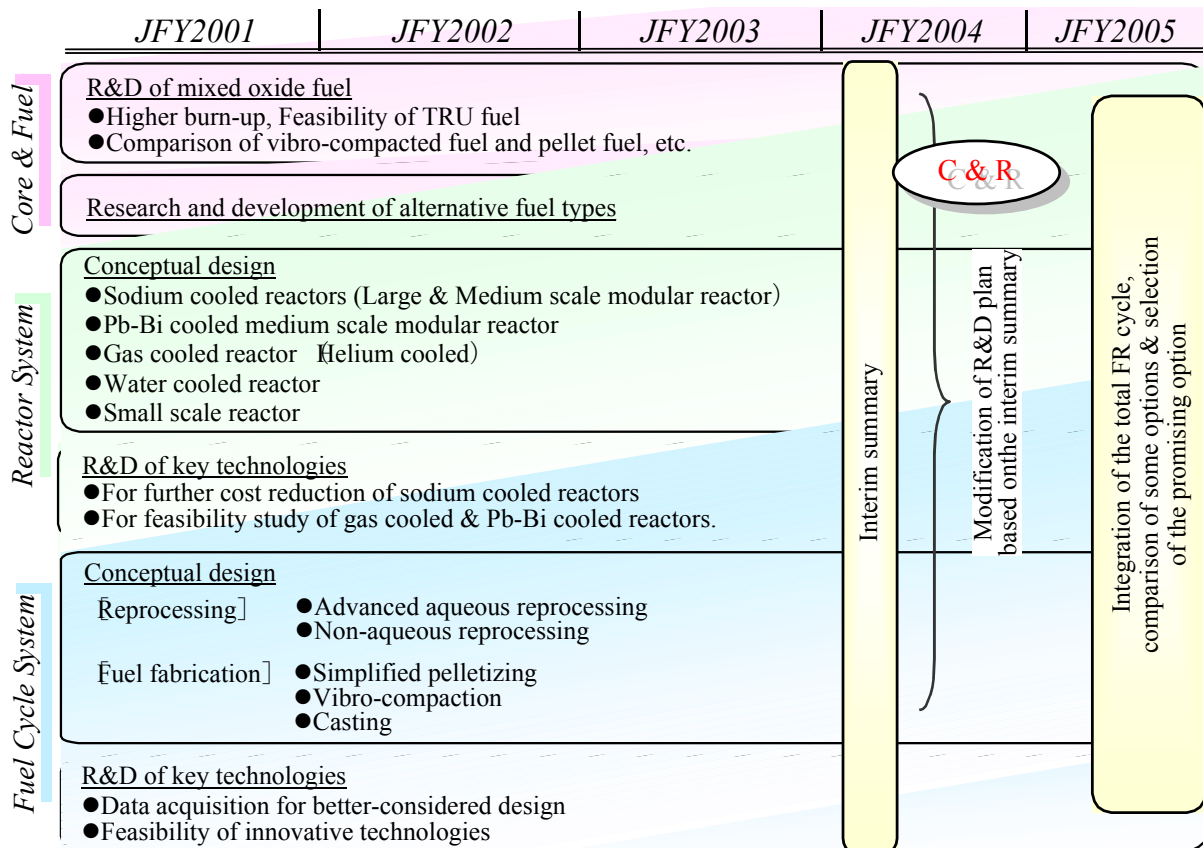 JFY2001 JFY2002 JFY2003 JFY2004 JFY2005
Core & Fuel
R&D of mixed oxide fuel
●Higher burn-up, Feasibility of TRU fuel
●Comparison of vibro-compacted fuel and pellet fuel, etc.
Research and development of alternative fuel types
Reactor System
Conceptual design
●Sodium cooled reactors (Large & Medium scale modular reactor）
●Pb-Bi cooled medium scale modular reactor
●Gas cooled reactor （Helium cooled）
●Water cooled reactor
●Small scale reactor
R&D of key technologies
●For further cost reduction of sodium cooled reactors
●For feasibility study of gas cooled & Pb-Bi cooled reactors.
Fuel Cycle System
Conceptual design
［Reprocessing］ ●Advanced aqueous reprocessing
●Non-aqueous reprocessing
［Fuel fabrication］ ●Simplified pelletizing
●Vibro-compaction
●Casting
R&D of key technologies
●Data acquisition for better-considered design
●Feasibility of innovative technologies
Interim summary
C & R
Modification of R&D plan
based onthe interim summary
Integration of the total FR cycle,
comparison of some options & selection
of the promising option